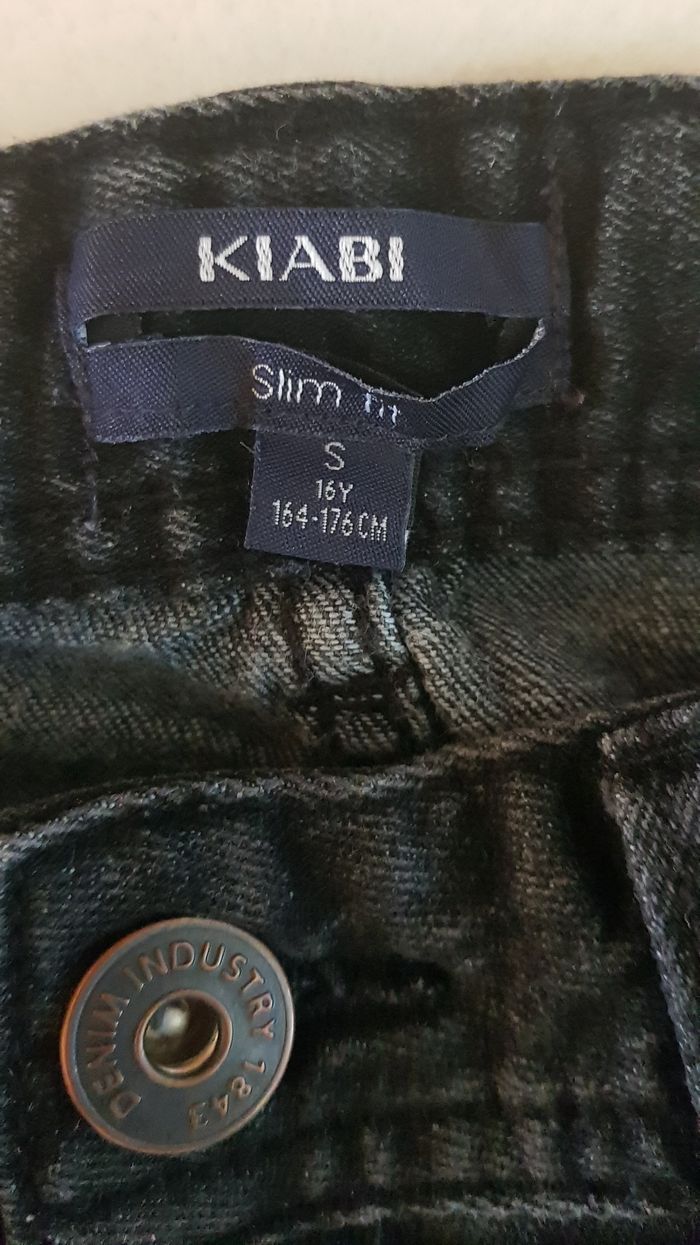 KIABI
Slim fit
S
16Y
164-176CM
DENIM INDUSTRY 1843